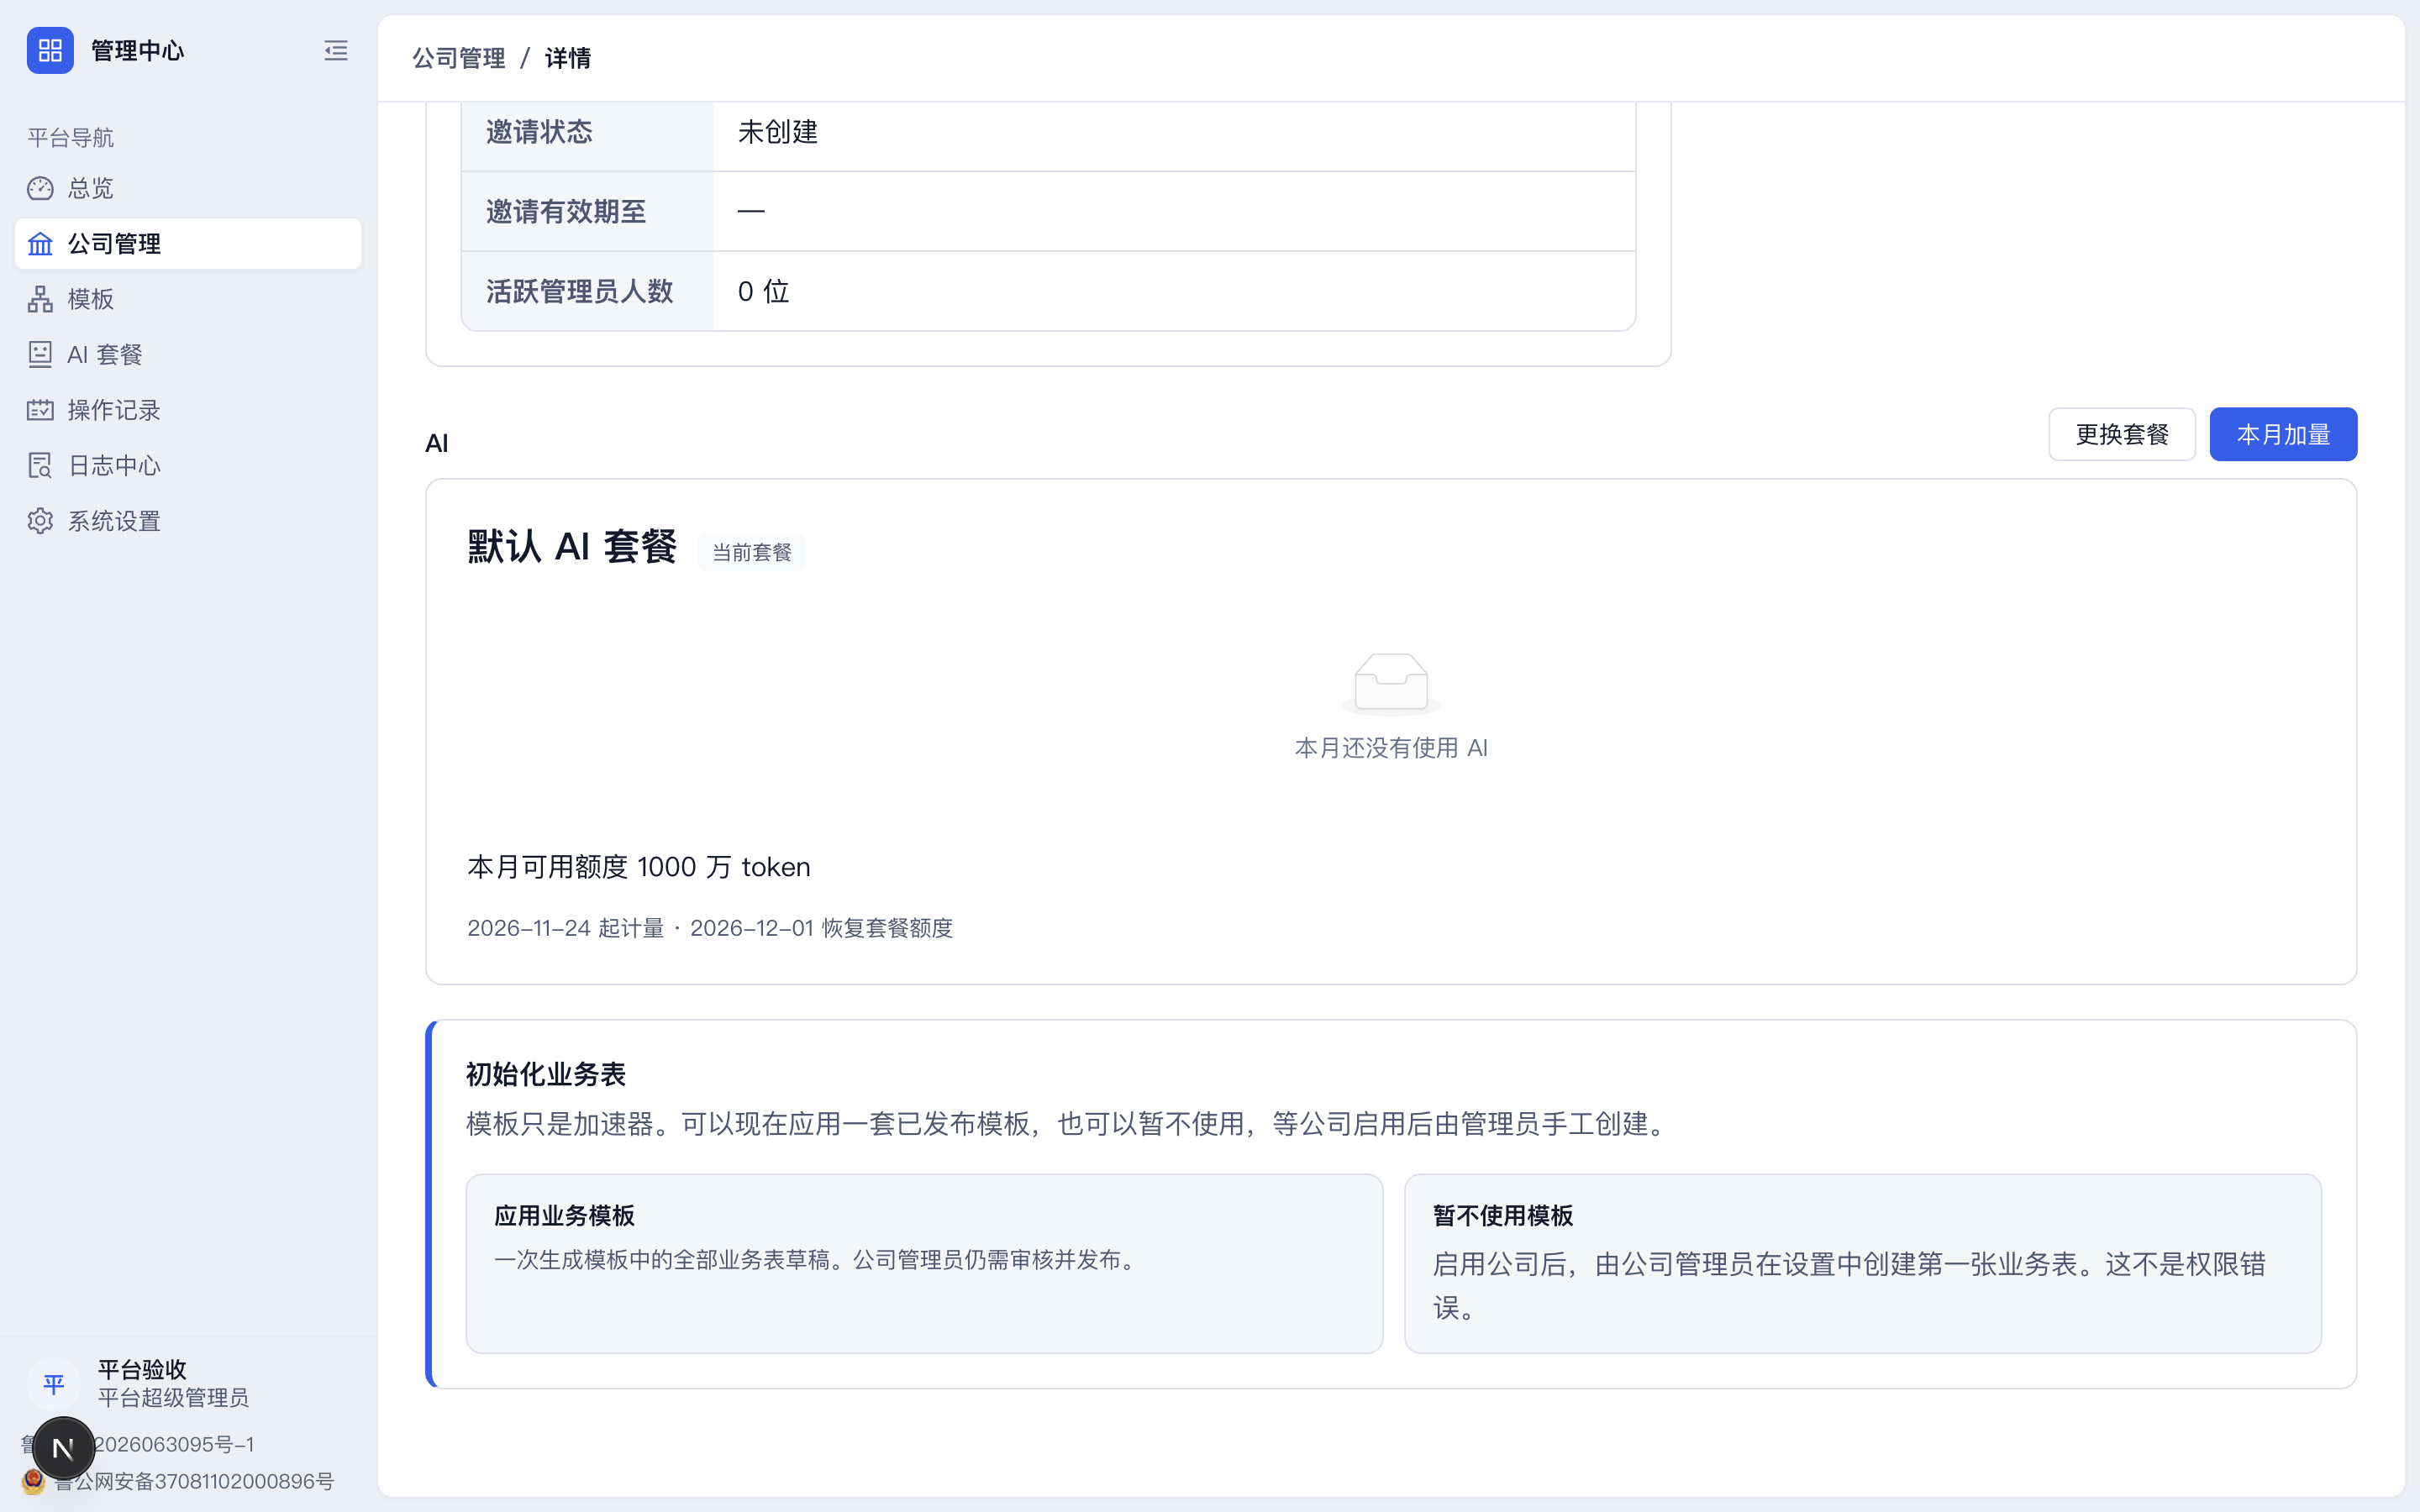 管理中心
平台导航
总览
公司管理
模板
AI 套餐
操作记录
日志中心
系统设置
平
平台验收
平台超级管理员
鲁
2026063095号-1
N
鲁公网安备37081102000896号
公司管理 / 详情
邀请状态 未创建
邀请有效期至 —
活跃管理员人数 0 位
AI
更换套餐 本月加量
默认 AI 套餐 当前套餐
本月还没有使用 AI
本月可用额度 1000 万 token
2026-11-24 起计量 · 2026-12-01 恢复套餐额度
初始化业务表
模板只是加速器。可以现在应用一套已发布模板，也可以暂不使用，等公司启用后由管理员手工创建。
应用业务模板
一次生成模板中的全部业务表草稿。公司管理员仍需审核并发布。
暂不使用模板
启用公司后，由公司管理员在设置中创建第一张业务表。这不是权限错
误。